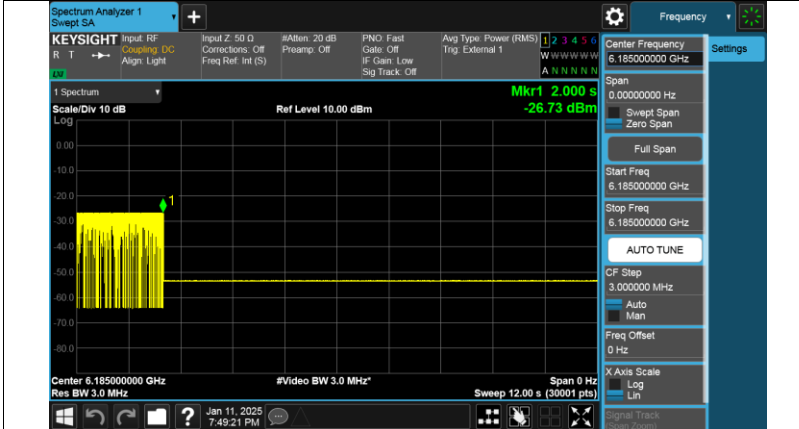 Spectrum Analyzer 1
Swept SA
Frequency
KEYSIGHT
R T
Input: RF
Coupling: DC
Align: Light
Input Z: 50 Ω
Corrections: Off
Freq Ref: Int (S)
#Atten: 20 dB
Preamp: Off
PNO: Fast
Gate: Off
IF Gain: Low
Sig Track: Off
Avg Type: Power (RMS)
Trig: External 1
1 2 3 4 5 6
W W W W W W
A N N N N N
1 Spectrum
Mkr1 2.000 s
-26.73 dBm
Scale/Div 10 dB
Ref Level 10.00 dBm
Log
0.00
-10.0
-20.0
-30.0
-40.0
-50.0
-60.0
-70.0
-80.0
1
Center 6.185000000 GHz
#Video BW 3.0 MHz*
Span 0 Hz
Res BW 3.0 MHz
Sweep 12.00 s (30001 pts)
Jan 11, 2025
7:49:21 PM
Center Frequency
6.185000000 GHz
Span
0.00000000 Hz
Swept Span
Zero Span
Full Span
Start Freq
6.185000000 GHz
Stop Freq
6.185000000 GHz
AUTO TUNE
CF Step
3.000000 MHz
Auto
Man
Freq Offset
0 Hz
X Axis Scale
Log
Lin
Signal Track
(Span Zoom)
Settings